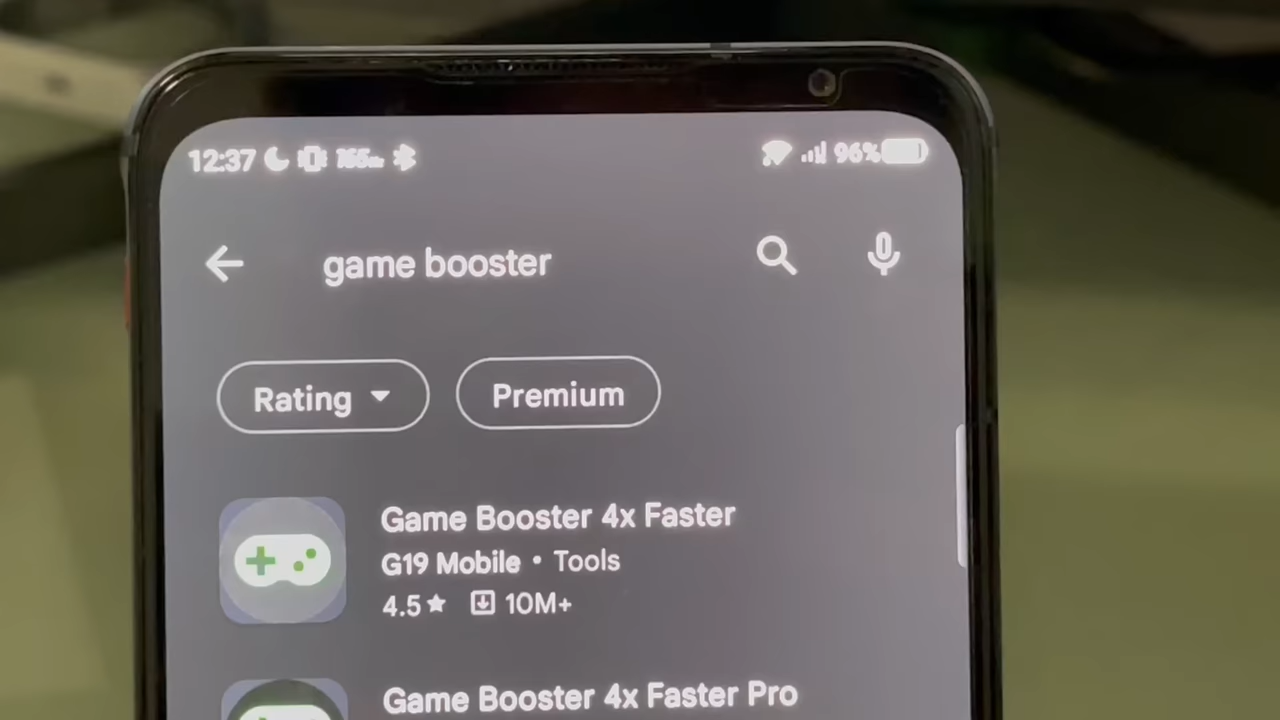 12:37 96%
game booster
Rating Premium
Game Booster 4x Faster
G19 Mobile • Tools
4.5★ 10M+
Game Booster 4x Faster Pro